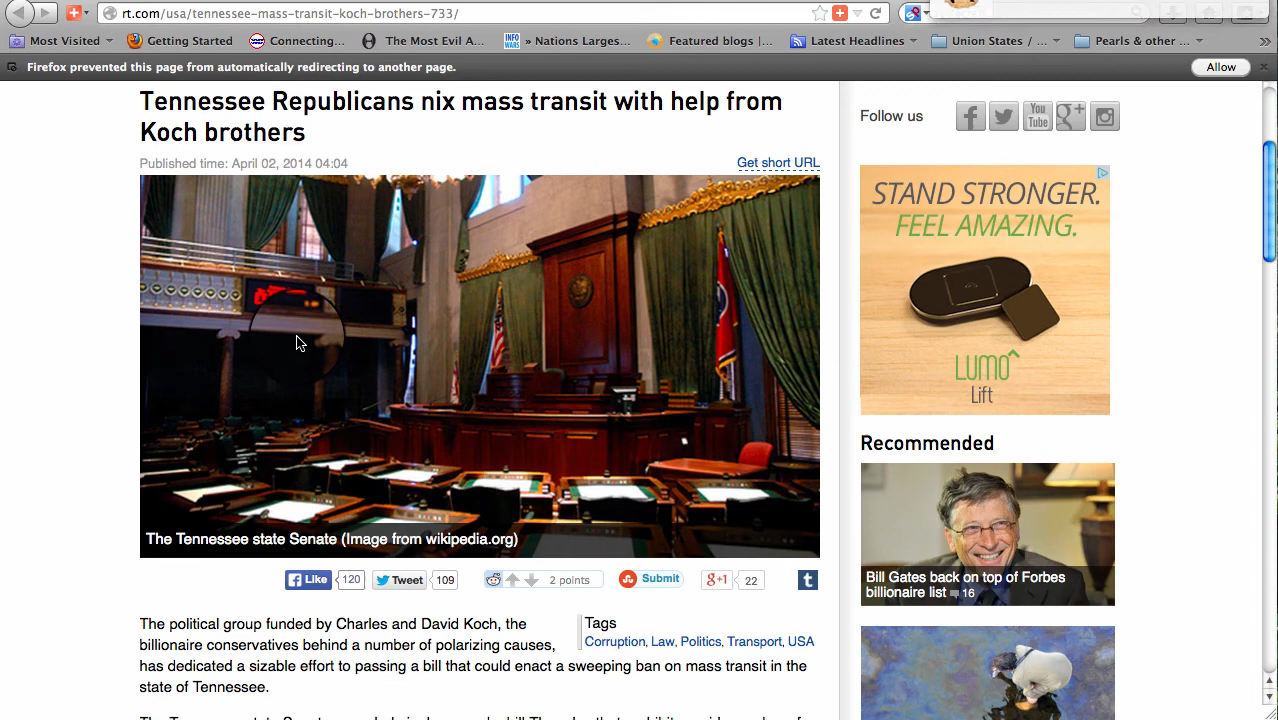 rt.com/usa/tennessee-mass-transit-koch-brothers-733/
Most Visited
Getting Started
Connecting...
The Most Evil A...
INFO WARS
» Nations Larges...
Featured blogs |...
Latest Headlines
Union States / ...
Pearls & other ...
Firefox prevented this page from automatically redirecting to another page.
Allow
Tennessee Republicans nix mass transit with help from
Koch brothers
Published time: April 02, 2014 04:04
Get short URL
The Tennessee state Senate (Image from wikipedia.org)
Like 120
Tweet 109
2 points
Submit
g+1 22
t
The political group funded by Charles and David Koch, the
billionaire conservatives behind a number of polarizing causes,
has dedicated a sizable effort to passing a bill that could enact a sweeping ban on mass transit in the
state of Tennessee.
Tags
Corruption, Law, Politics, Transport, USA
Follow us
f
You
Tube
g+
STAND STRONGER.
FEEL AMAZING.
LUMO
Lift
Recommended
Bill Gates back on top of Forbes
billionaire list 16